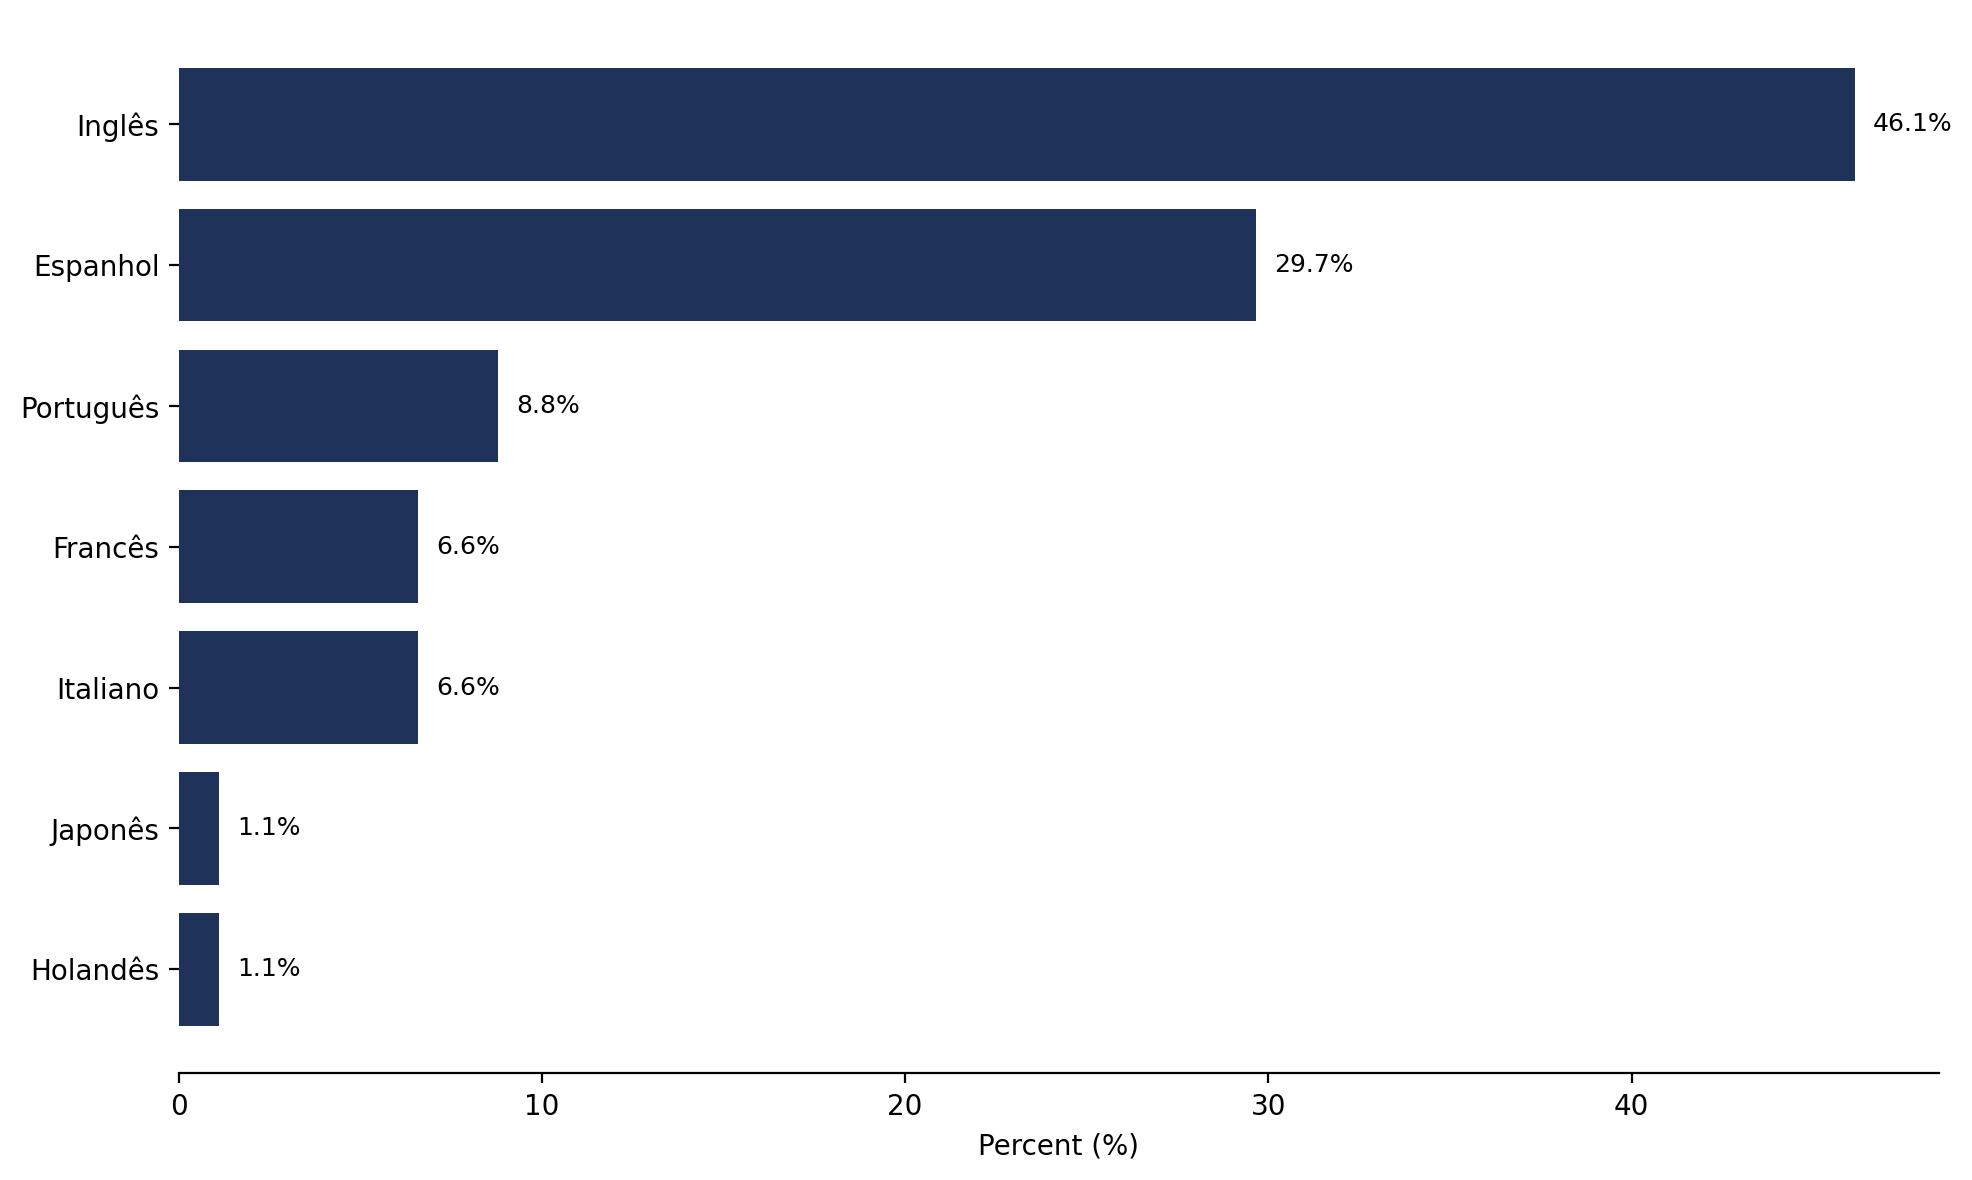 Inglês 46.1%
Espanhol 29.7%
Português 8.8%
Francês 6.6%
Italiano 6.6%
Japonês 1.1%
Holandês 1.1%
0 10 20 30 40
Percent (%)